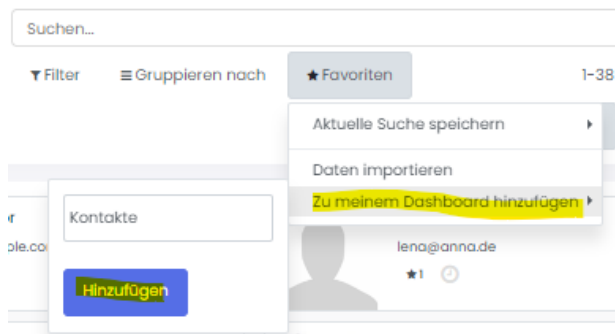 Suchen...
Filter Gruppieren nach Favoriten 1-38
Aktuelle Suche speichern
Daten importieren
Zu meinem Dashboard hinzufügen
Kontakte
Hinzufügen
lena@anna.de
1